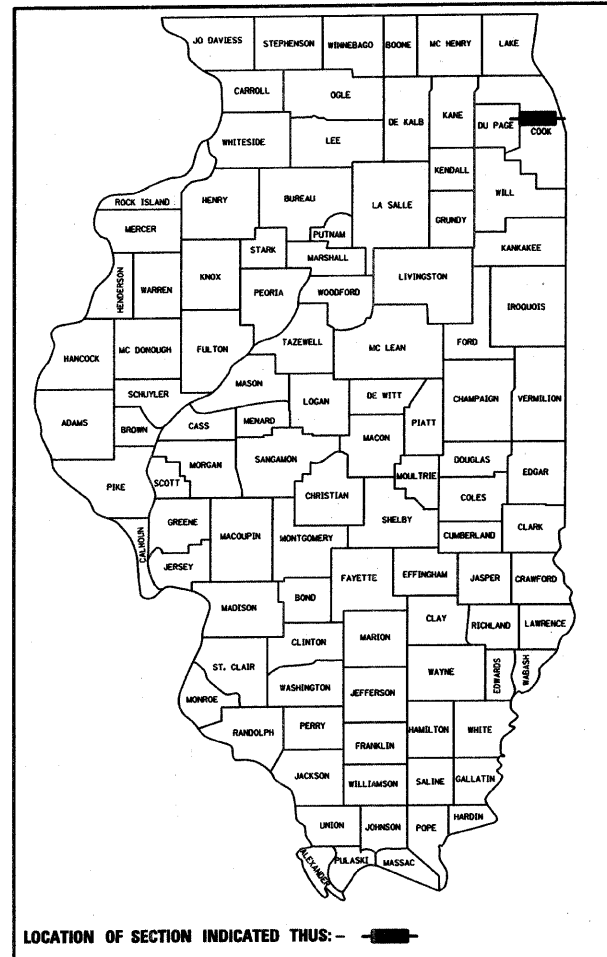 JO DAVIESS STEPHENSON WINNEBAGO BOONE MC HENRY LAKE
CARROLL OGLE DE KALB KANE DU PAGE COOK
WHITESIDE LEE
KENDALL WILL
ROCK ISLAND HENRY BUREAU LA SALLE GRUNDY
MERCER PUTNAM KANKAKEE
STARK MARSHALL
HENDERSON WARREN KNOX PEORIA WOODFORD LIVINGSTON IROQUOIS
HANCOCK MC DONOUGH FULTON TAZEWELL MC LEAN FORD
SCHUYLER MASON LOGAN DE WITT CHAMPAIGN VERMILION
ADAMS BROWN CASS MENARD MACON PIATT
PIKE SCOTT MORGAN SANGAMON MOULTRIE DOUGLAS EDGAR
CHRISTIAN COLES
CALHOUN GREENE MACOUPIN MONTGOMERY SHELBY CUMBERLAND CLARK
JERSEY
FAYETTE EFFINGHAM JASPER CRAWFORD
MADISON BOND
CLAY RICHLAND LAWRENCE
CLINTON MARION
ST. CLAIR WAYNE EDWARDS WABASH
WASHINGTON JEFFERSON
MONROE
RANDOLPH PERRY HAMILTON WHITE
FRANKLIN
JACKSON WILLIAMSON SALINE GALLATIN
UNION JOHNSON POPE HARDIN
ALEXANDER PULASKI MASSAC
LOCATION OF SECTION INDICATED THUS: -